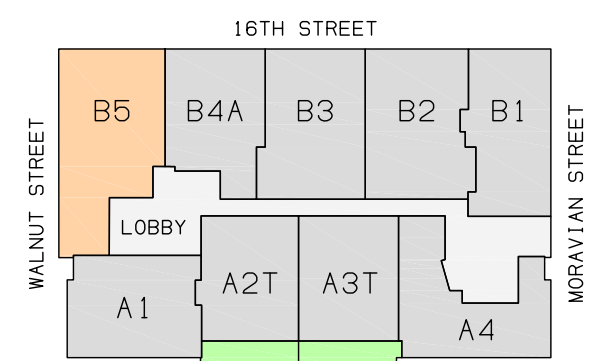 16TH STREET
WALNUT STREET
MORAVIAN STREET
B5
B4A
B3
B2
B1
LOBBY
A1
A2T
A3T
A4